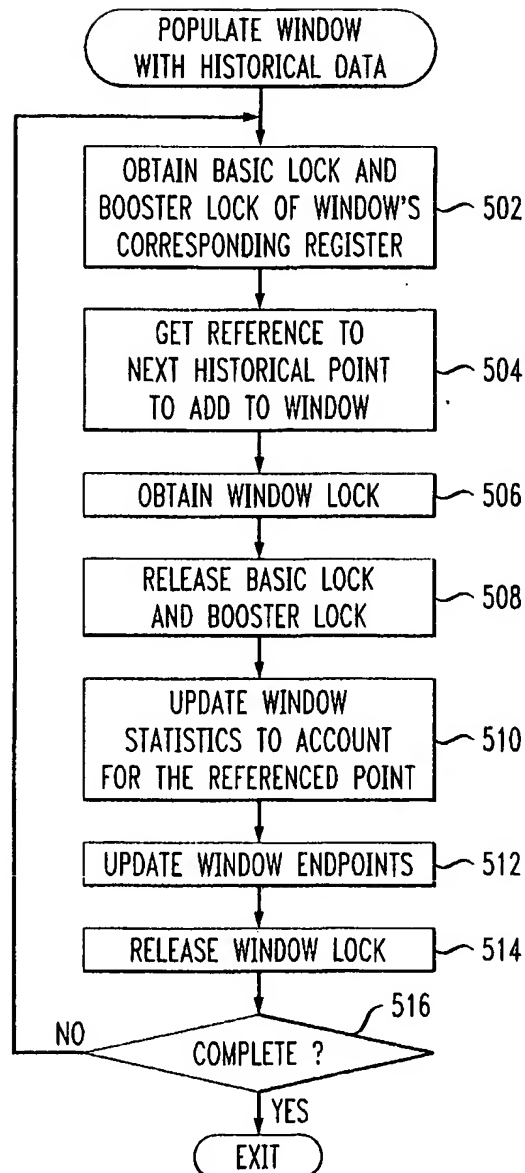 POPULATE WINDOW
WITH HISTORICAL DATA
OBTAIN BASIC LOCK AND
BOOSTER LOCK OF WINDOW'S
CORRESPONDING REGISTER
502
GET REFERENCE TO
NEXT HISTORICAL POINT
TO ADD TO WINDOW
504
OBTAIN WINDOW LOCK
506
RELEASE BASIC LOCK
AND BOOSTER LOCK
508
UPDATE WINDOW
STATISTICS TO ACCOUNT
FOR THE REFERENCED POINT
510
UPDATE WINDOW ENDPOINTS
512
RELEASE WINDOW LOCK
514
516
NO
COMPLETE ?
YES
EXIT